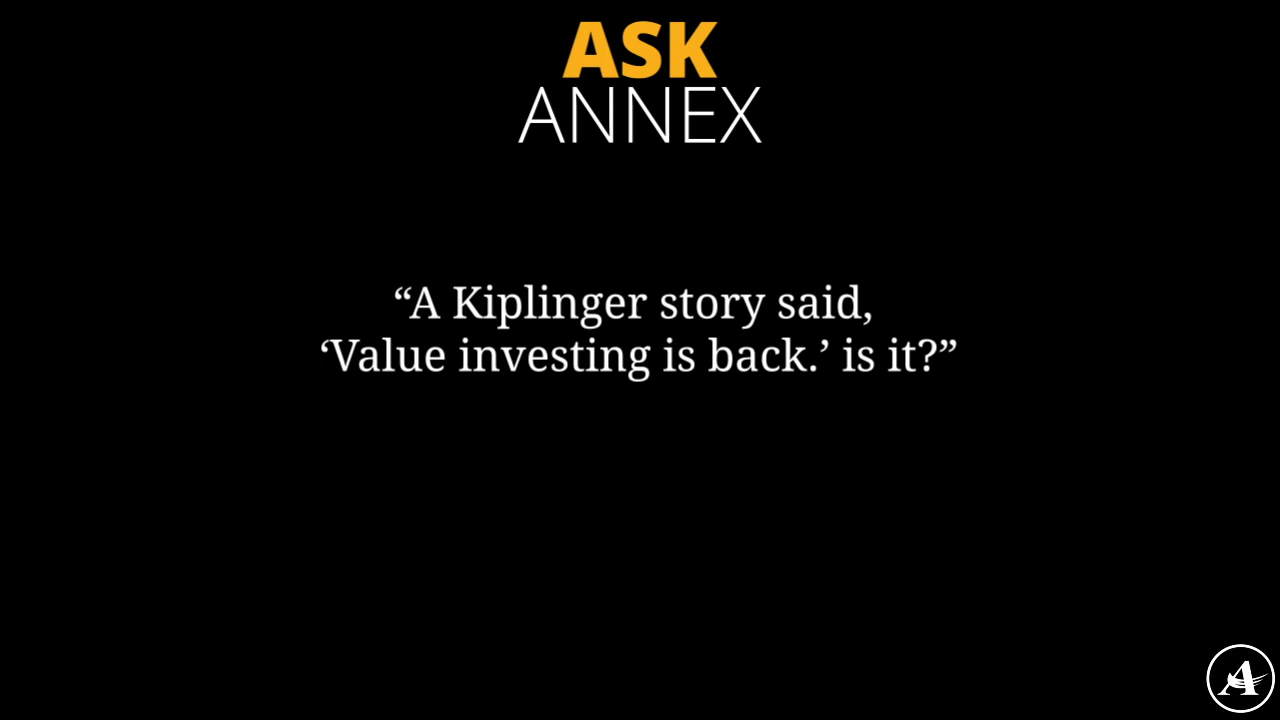 ASK
ANNEX
“A Kiplinger story said,
‘Value investing is back.’ is it?”
A